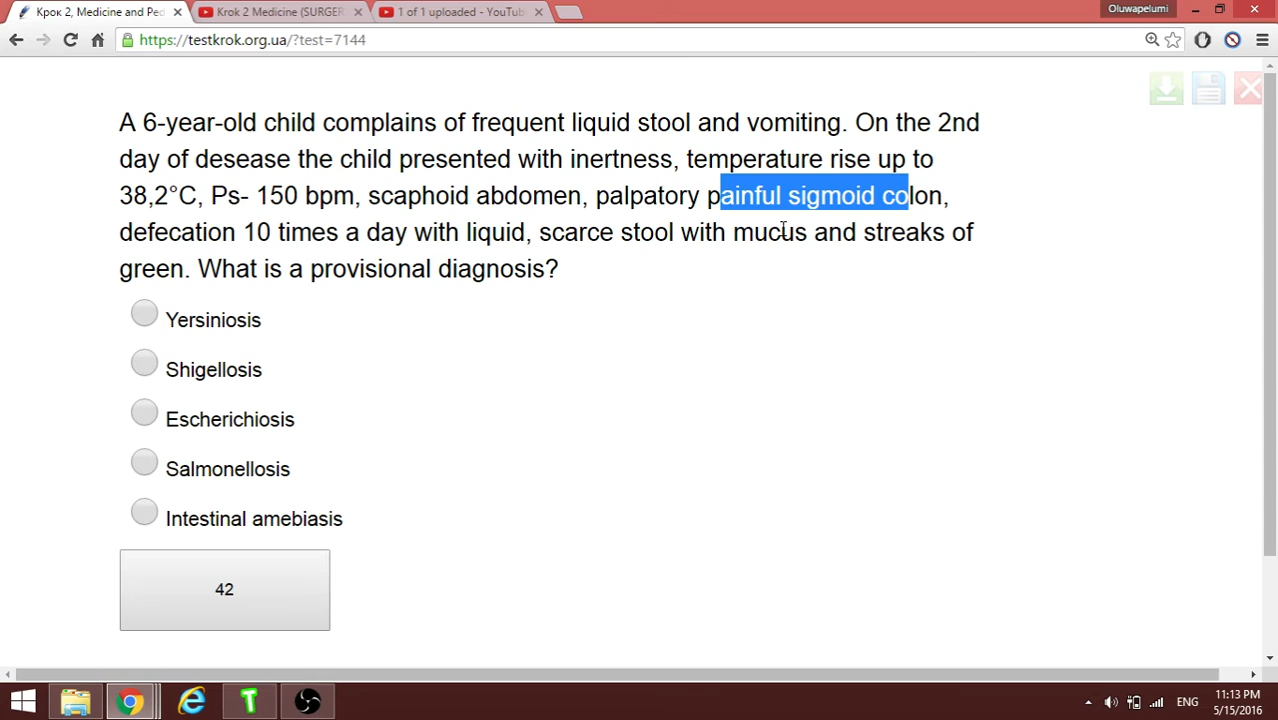 Крок 2, Medicine and Ped
Krok 2 Medicine (SURGER
1 of 1 uploaded - YouTub
Oluwapelumi
https://testkrok.org.ua/?test=7144
A 6-year-old child complains of frequent liquid stool and vomiting. On the 2nd
day of desease the child presented with inertness, temperature rise up to
38,2°C, Ps- 150 bpm, scaphoid abdomen, palpatory painful sigmoid colon,
defecation 10 times a day with liquid, scarce stool with mucus and streaks of
green. What is a provisional diagnosis?
Yersiniosis
Shigellosis
Escherichiosis
Salmonellosis
Intestinal amebiasis
42
T
ENG
11:13 PM
5/15/2016